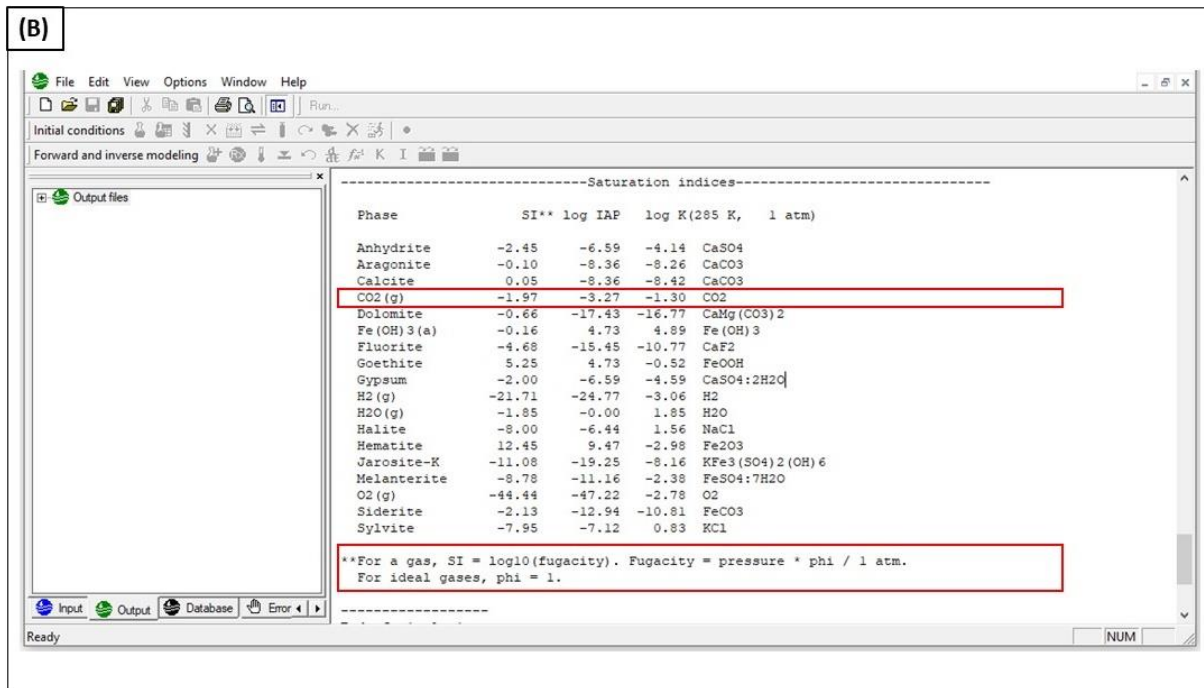 (B)
File Edit View Options Window Help
Run...
Initial conditions
Forward and inverse modeling
K I
Output files
-------------------------------Saturation indices-------------------------------
Phase SI** log IAP log K(285 K, 1 atm)
Anhydrite -2.45 -6.59 -4.14 CaSO4
Aragonite -0.10 -8.36 -8.26 CaCO3
Calcite 0.05 -8.36 -8.42 CaCO3
CO2(g) -1.97 -3.27 -1.30 CO2
Dolomite -0.66 -17.43 -16.77 CaMg(CO3)2
Fe(OH)3(a) -0.16 4.73 4.89 Fe(OH)3
Fluorite -4.68 -15.45 -10.77 CaF2
Goethite 5.25 4.73 -0.52 FeOOH
Gypsum -2.00 -6.59 -4.59 CaSO4:2H2O
H2(g) -21.71 -24.77 -3.06 H2
H2O(g) -1.85 -0.00 1.85 H2O
Halite -8.00 -6.44 1.56 NaCl
Hematite 12.45 9.47 -2.98 Fe2O3
Jarosite-K -11.08 -19.25 -8.16 KFe3(SO4)2(OH)6
Melanterite -8.78 -11.16 -2.38 FeSO4:7H2O
O2(g) -44.44 -47.22 -2.78 O2
Siderite -2.13 -12.94 -10.81 FeCO3
Sylvite -7.95 -7.12 0.83 KCl
**For a gas, SI = log10(fugacity). Fugacity = pressure * phi / 1 atm.
For ideal gases, phi = 1.
------------------
Input Output Database Error
Ready NUM